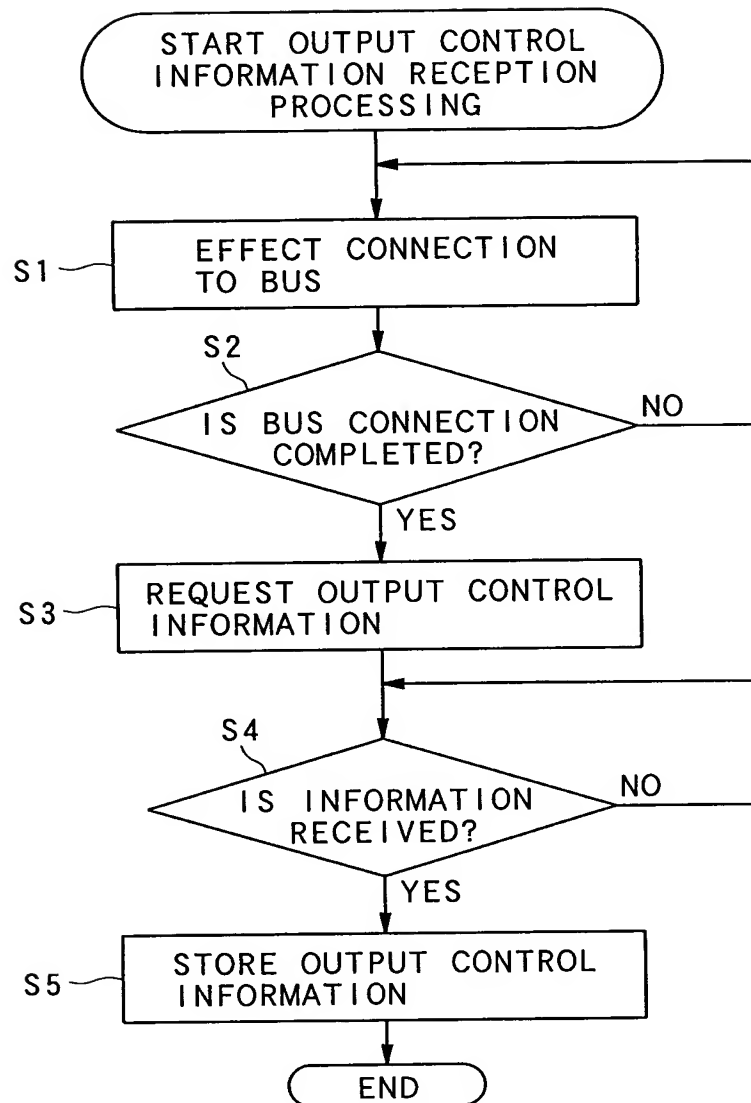 START OUTPUT CONTROL
INFORMATION RECEPTION
PROCESSING
S1
EFFECT CONNECTION
TO BUS
S2
IS BUS CONNECTION
COMPLETED?
NO
YES
S3
REQUEST OUTPUT CONTROL
INFORMATION
S4
IS INFORMATION
RECEIVED?
NO
YES
S5
STORE OUTPUT CONTROL
INFORMATION
END